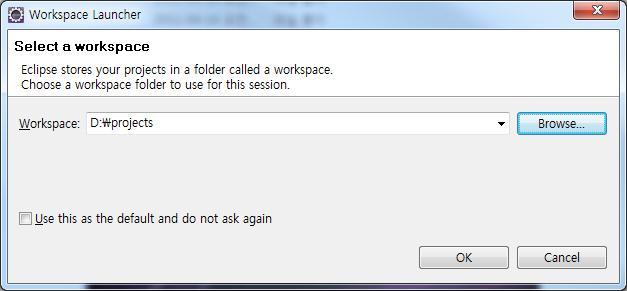 Workspace Launcher
Select a workspace
Eclipse stores your projects in a folder called a workspace.
Choose a workspace folder to use for this session.
Workspace: D:₩projects Browse...
Use this as the default and do not ask again
OK Cancel